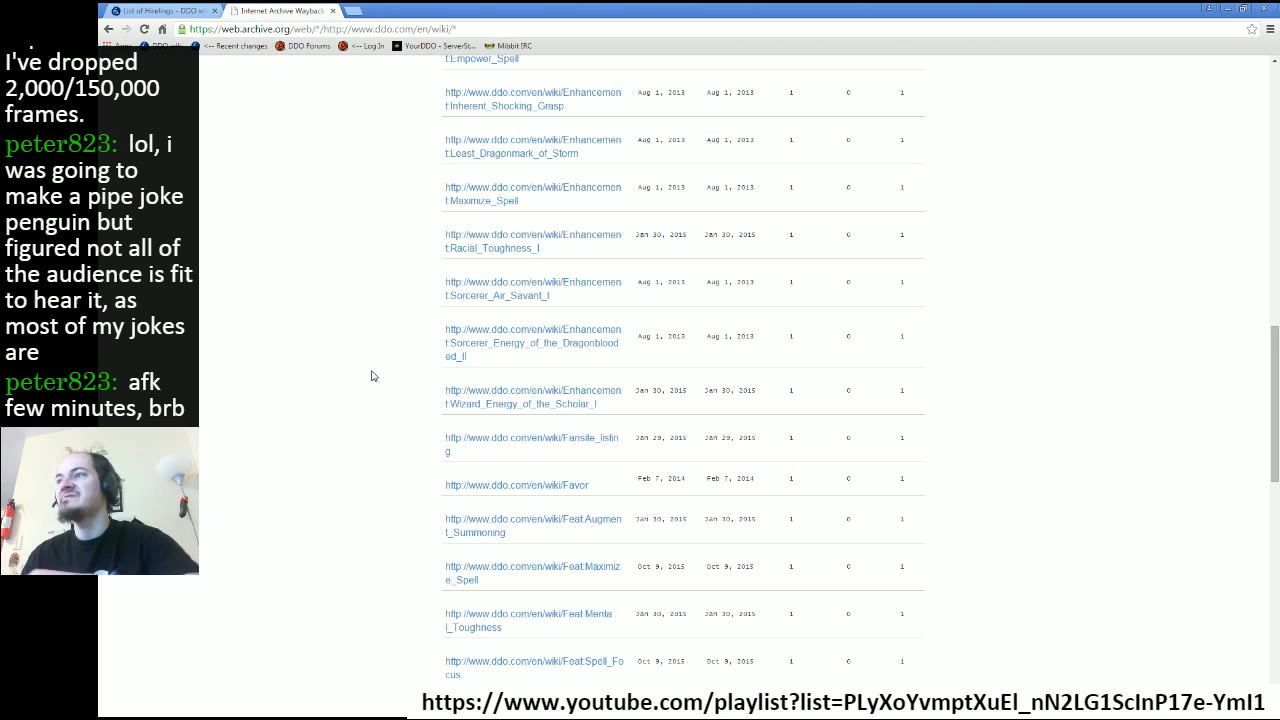 List of Hirelings - DDO wi
Internet Archive Wayback
https://web.archive.org/web/*/http://www.ddo.com/en/wiki/*
<-- Recent changes
DDO Forums
<-- Log In
YourDDO - ServerSt...
Mibbit IRC
I've dropped
2,000/150,000
frames.
peter823: lol, i
was going to
make a pipe joke
penguin but
figured not all of
the audience is fit
to hear it, as
most of my jokes
are
peter823: afk
few minutes, brb
t:Empower_Spell
http://www.ddo.com/en/wiki/Enhancemen Aug 1, 2013 Aug 1, 2013 1 0 1
t:Inherent_Shocking_Grasp
http://www.ddo.com/en/wiki/Enhancemen Aug 1, 2013 Aug 1, 2013 1 0 1
t:Least_Dragonmark_of_Storm
http://www.ddo.com/en/wiki/Enhancemen Aug 1, 2013 Aug 1, 2013 1 0 1
t:Maximize_Spell
http://www.ddo.com/en/wiki/Enhancemen Jan 30, 2015 Jan 30, 2015 1 0 1
t:Racial_Toughness_I
http://www.ddo.com/en/wiki/Enhancemen Aug 1, 2013 Aug 1, 2013 1 0 1
t:Sorcerer_Air_Savant_I
http://www.ddo.com/en/wiki/Enhancemen Aug 1, 2013 Aug 1, 2013 1 0 1
t:Sorcerer_Energy_of_the_Dragonblood
ed_II
http://www.ddo.com/en/wiki/Enhancemen Jan 30, 2015 Jan 30, 2015 1 0 1
t:Wizard_Energy_of_the_Scholar_I
http://www.ddo.com/en/wiki/Fansite_listin Jan 29, 2015 Jan 29, 2015 1 0 1
g
http://www.ddo.com/en/wiki/Favor Feb 7, 2014 Feb 7, 2014 1 0 1
http://www.ddo.com/en/wiki/Feat:Augmen Jan 30, 2015 Jan 30, 2015 1 0 1
t_Summoning
http://www.ddo.com/en/wiki/Feat:Maximiz Oct 9, 2015 Oct 9, 2015 1 0 1
e_Spell
http://www.ddo.com/en/wiki/Feat:Menta Jan 30, 2015 Jan 30, 2015 1 0 1
l_Toughness
http://www.ddo.com/en/wiki/Feat:Spell_Fo Oct 9, 2015 Oct 9, 2015 1 0 1
cus
https://www.youtube.com/playlist?list=PLyXoYvmptXuEl_nN2LG1ScInP17e-YmI1